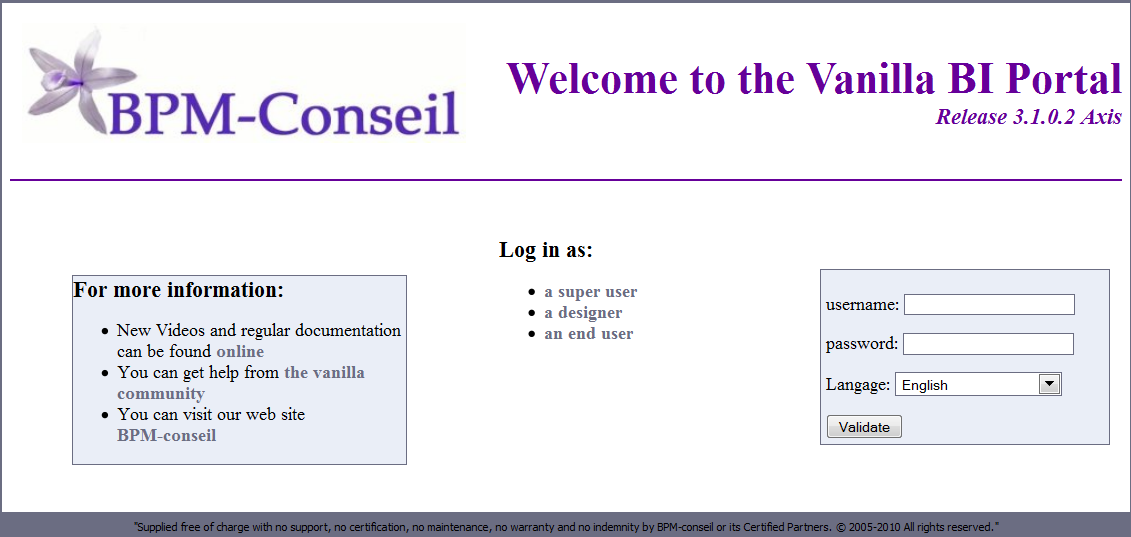 BPM-Conseil
Welcome to the Vanilla BI Portal
Release 3.1.0.2 Axis
For more information:
New Videos and regular documentation
can be found online
You can get help from the vanilla
community
You can visit our web site
BPM-conseil
Log in as:
a super user
a designer
an end user
username:
password:
Langage: English
Validate
"Supplied free of charge with no support, no certification, no maintenance, no warranty and no indemnity by BPM-conseil or its Certified Partners. © 2005-2010 All rights reserved."